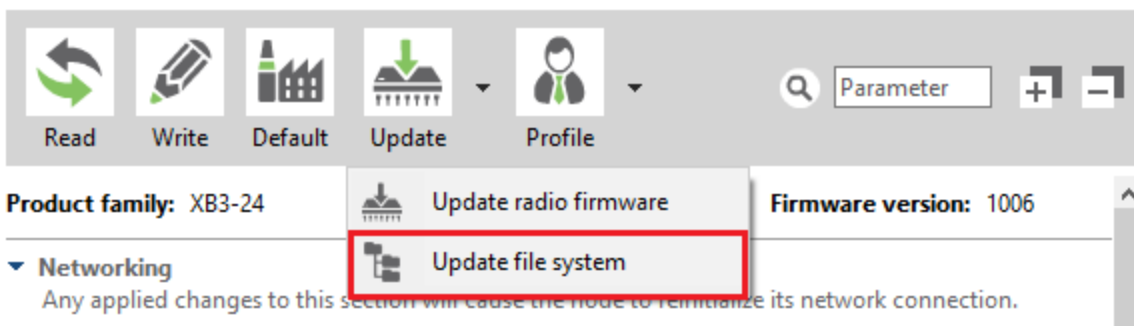 Parameter
Read Write Default Update Profile
Update radio firmware
Product family: XB3-24 Firmware version: 1006
Update file system
Networking
Any applied changes to this section will cause the node to reinitialize its network connection.